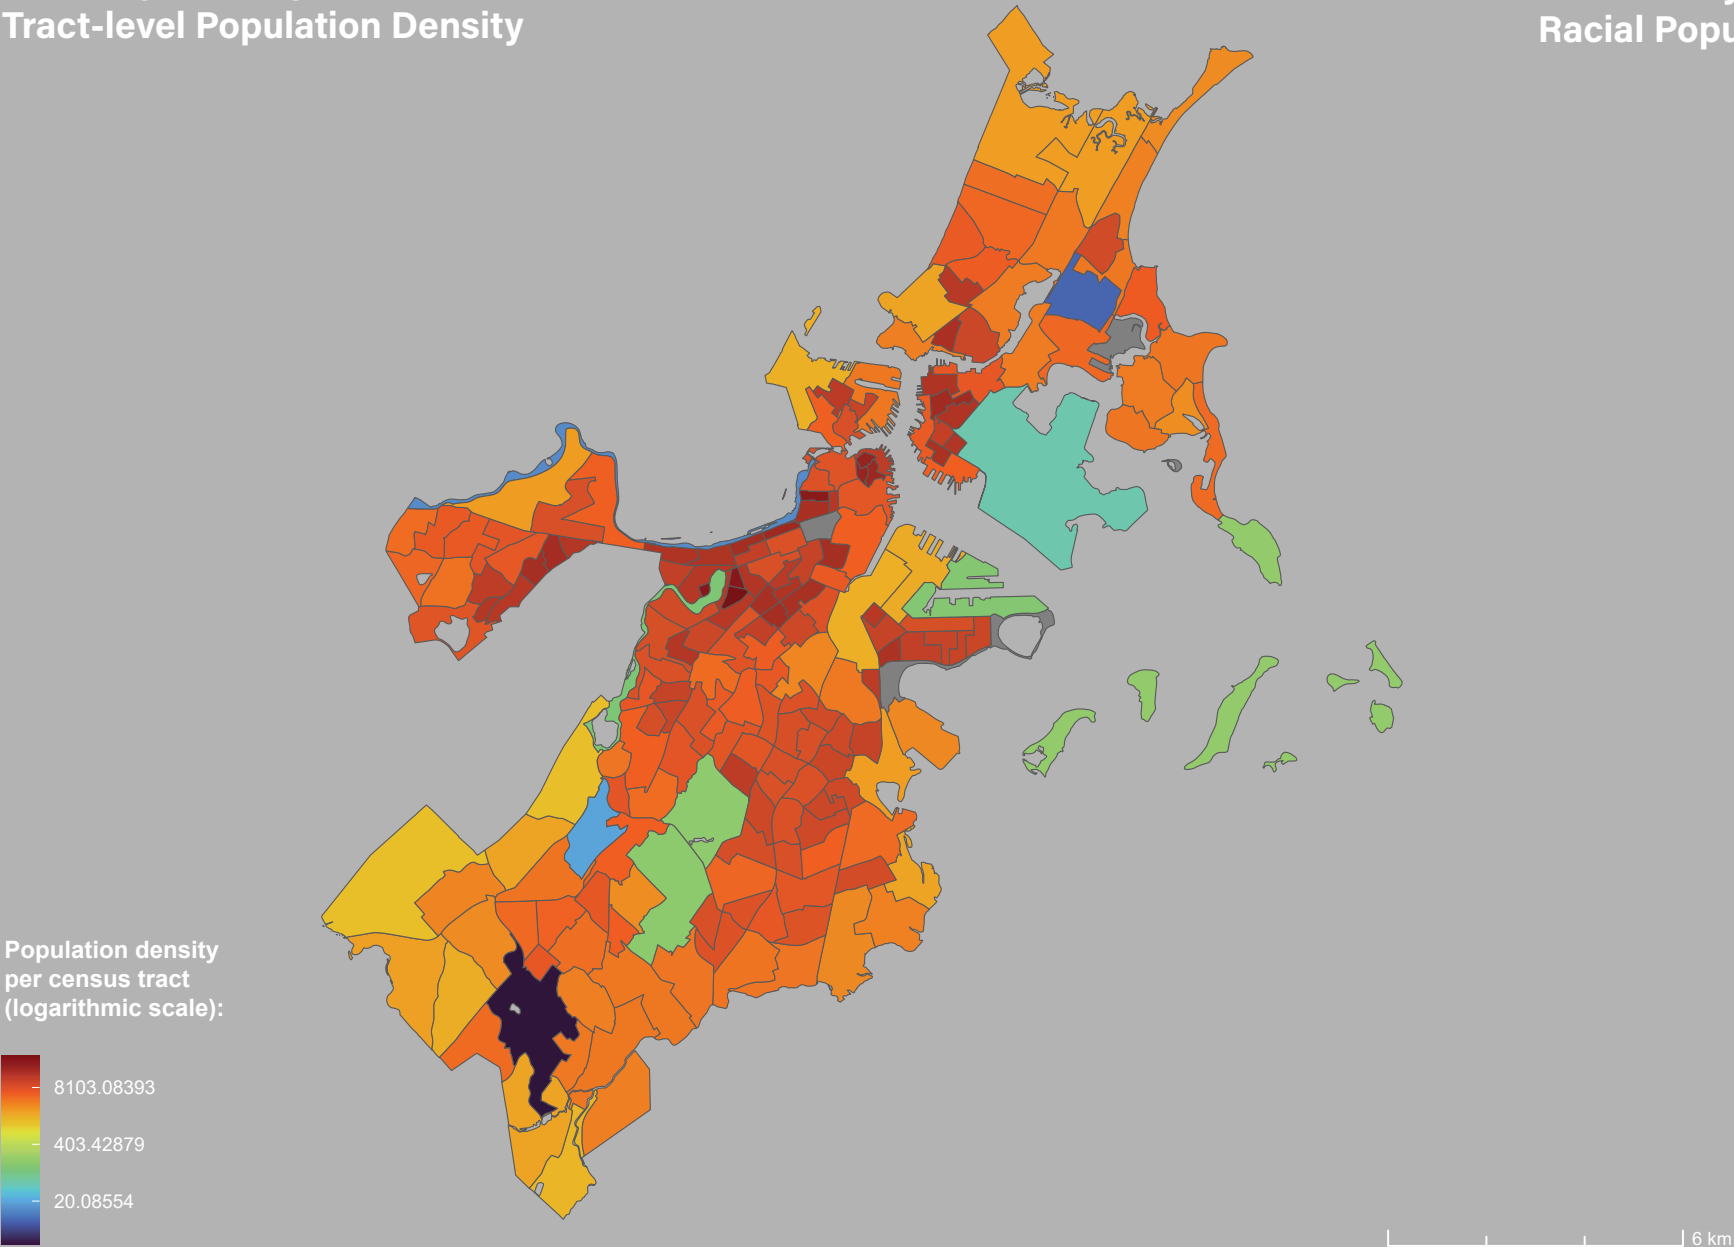 Tract-level Population Density
Racial Popu
Population density
per census tract
(logarithmic scale):
8103.08393
403.42879
20.08554
6 km